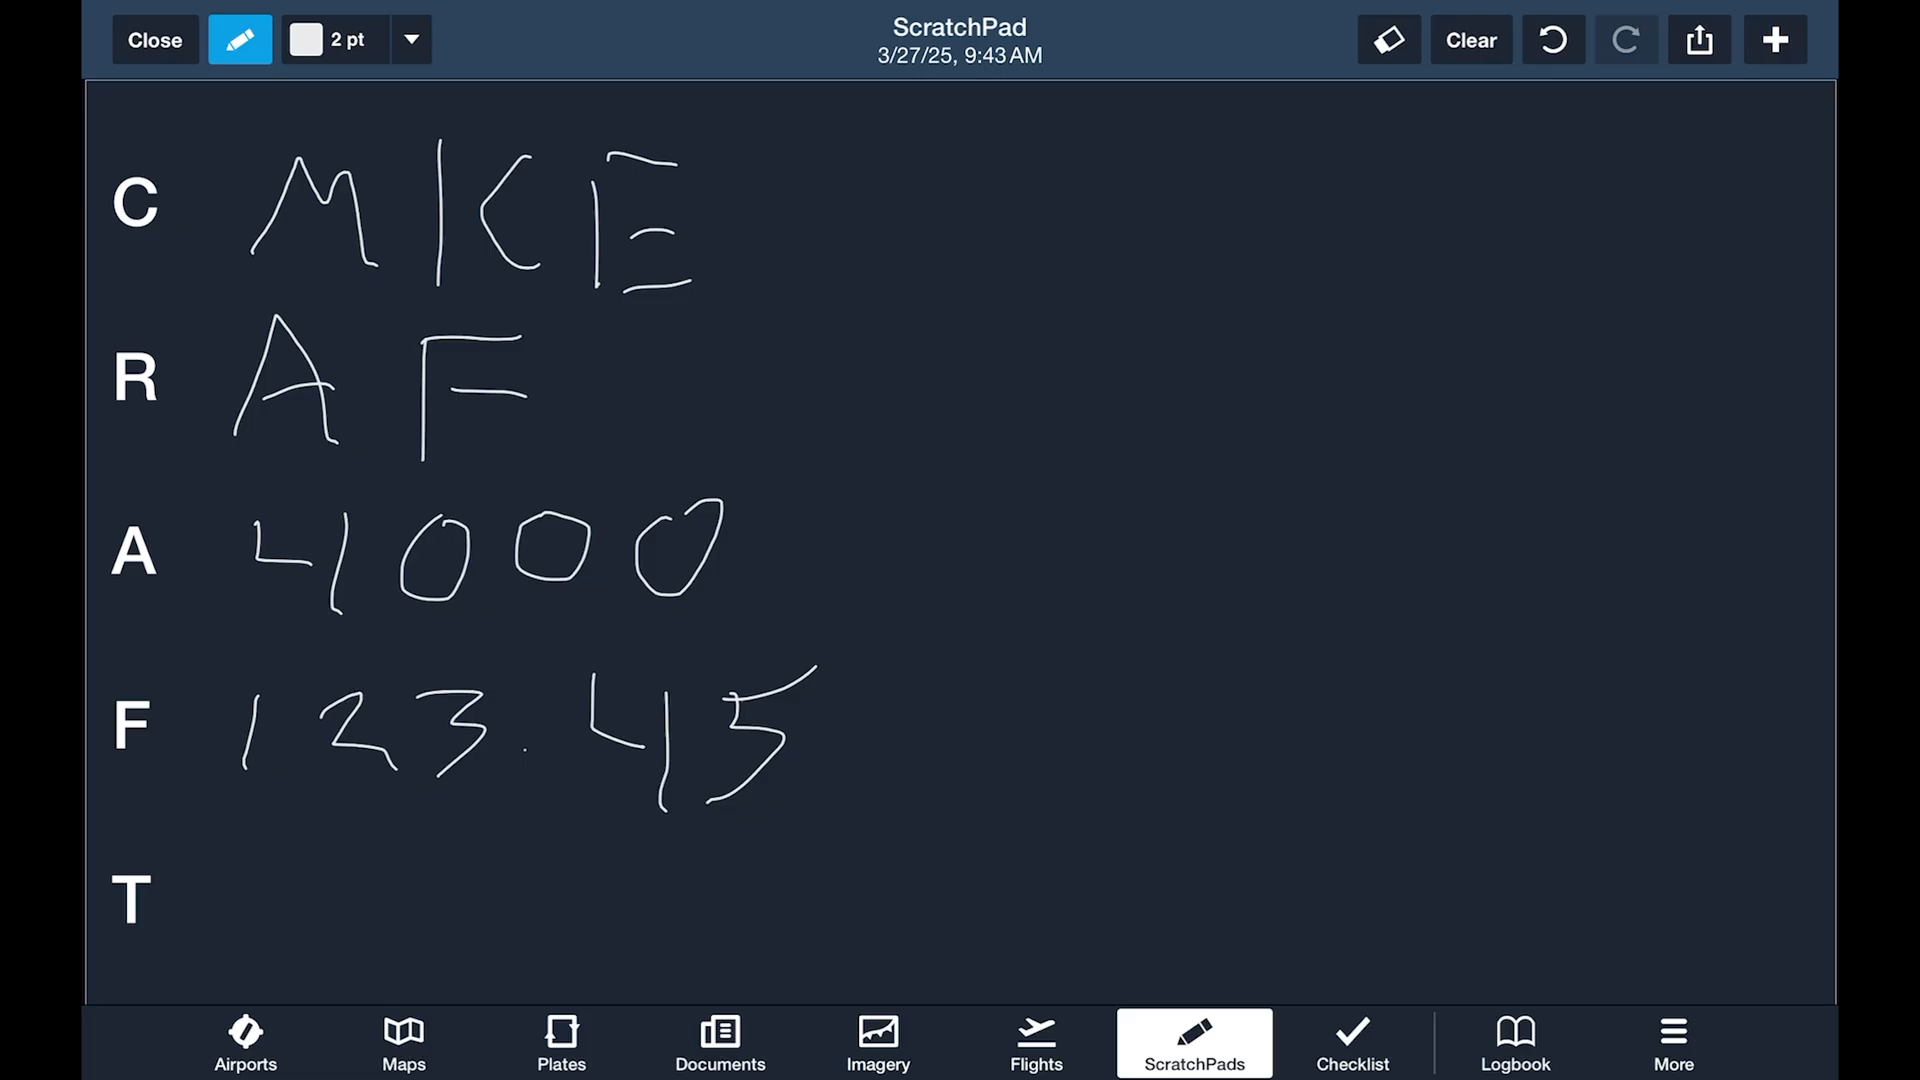 Close 2 pt ScratchPad Clear
3/27/25, 9:43 AM
C MKE
R AF
A 4000
F 123.45
T
Airports Maps Plates Documents Imagery Flights ScratchPads Checklist Logbook More